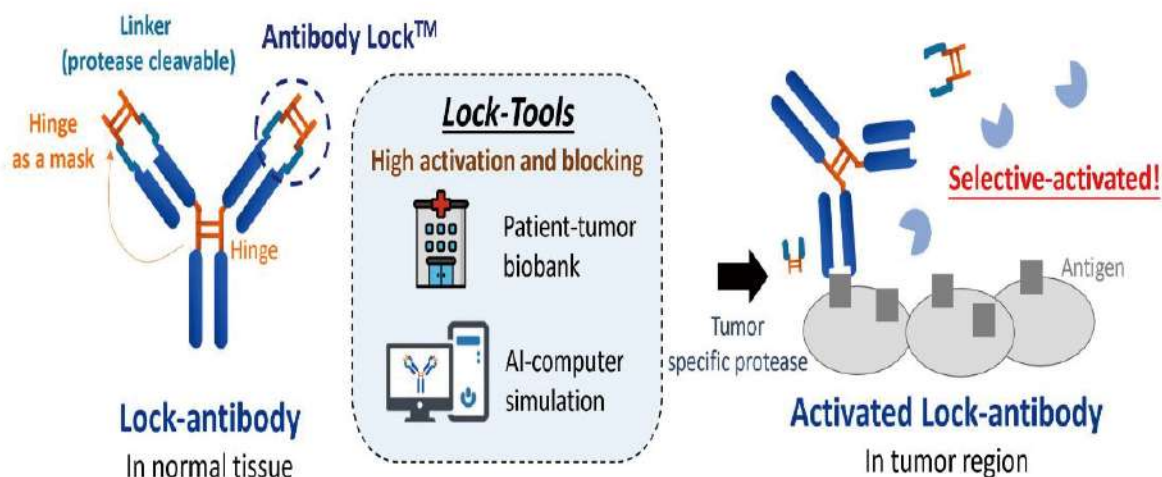 Linker
(protease cleavable)
Antibody Lock™
Hinge
as a mask
Hinge
Lock-antibody
In normal tissue
Lock-Tools
High activation and blocking
Patient-tumor
biobank
AI-computer
simulation
Tumor
specific protease
Selective-activated!
Antigen
Activated Lock-antibody
In tumor region